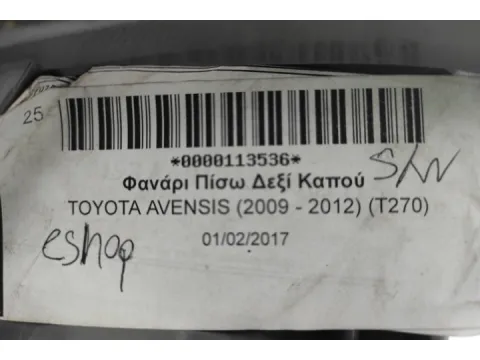 25
*0000113536*
S/W
Φανάρι Πίσω Δεξί Καπού
TOYOTA AVENSIS (2009 - 2012) (T270)
eshop
01/02/2017